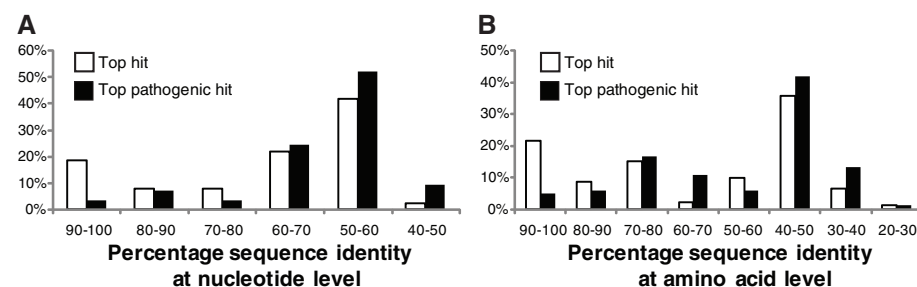 A
60%
50%
40%
30%
20%
10%
0%
Top hit
Top pathogenic hit
90-100 80-90 70-80 60-70 50-60 40-50
Percentage sequence identity
at nucleotide level
B
50%
40%
30%
20%
10%
0%
Top hit
Top pathogenic hit
90-100 80-90 70-80 60-70 50-60 40-50 30-40 20-30
Percentage sequence identity
at amino acid level